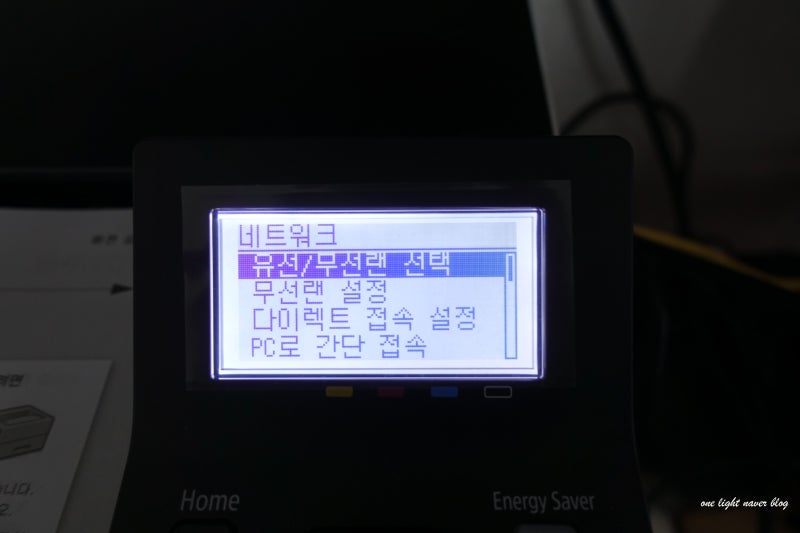 네트워크
유선/무선랜 선택
무선랜 설정
다이렉트 접속 설정
PC로 간단 접속
Home
Energy Saver
one light naver blog